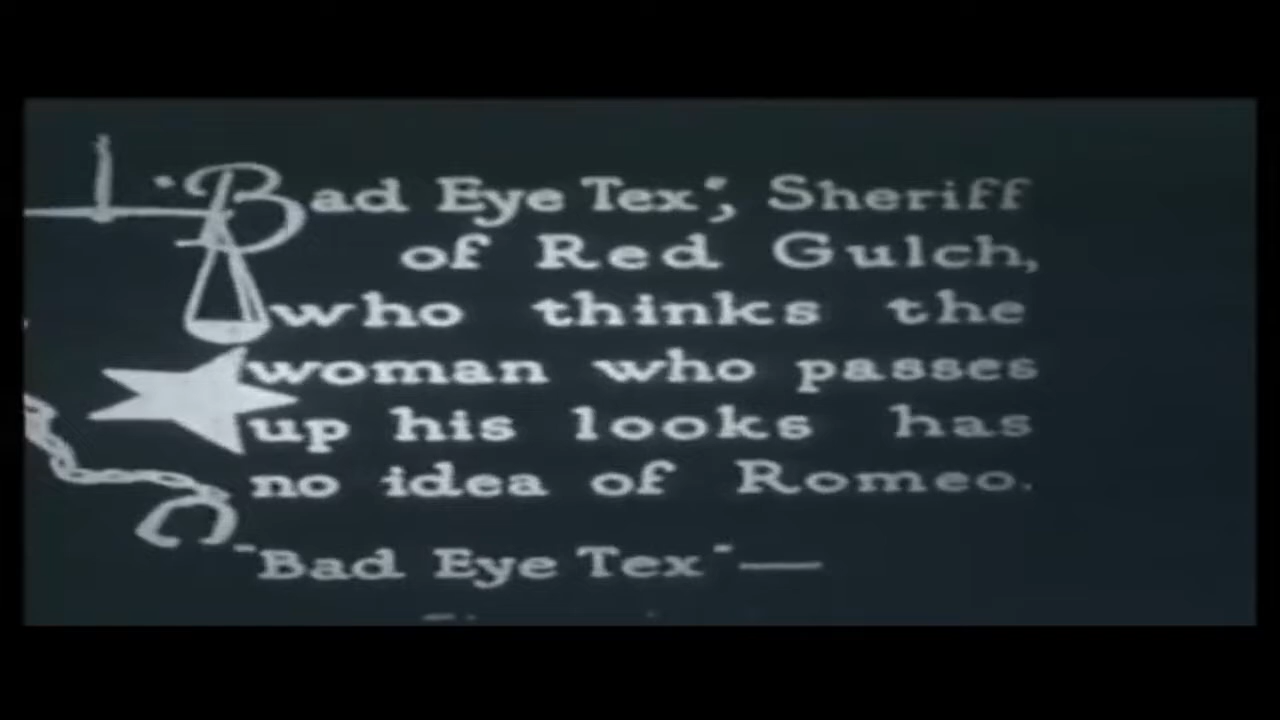 "Bad Eye Tex", Sheriff
of Red Gulch,
who thinks the
woman who passes
up his looks has
no idea of Romeo.
"Bad Eye Tex"—